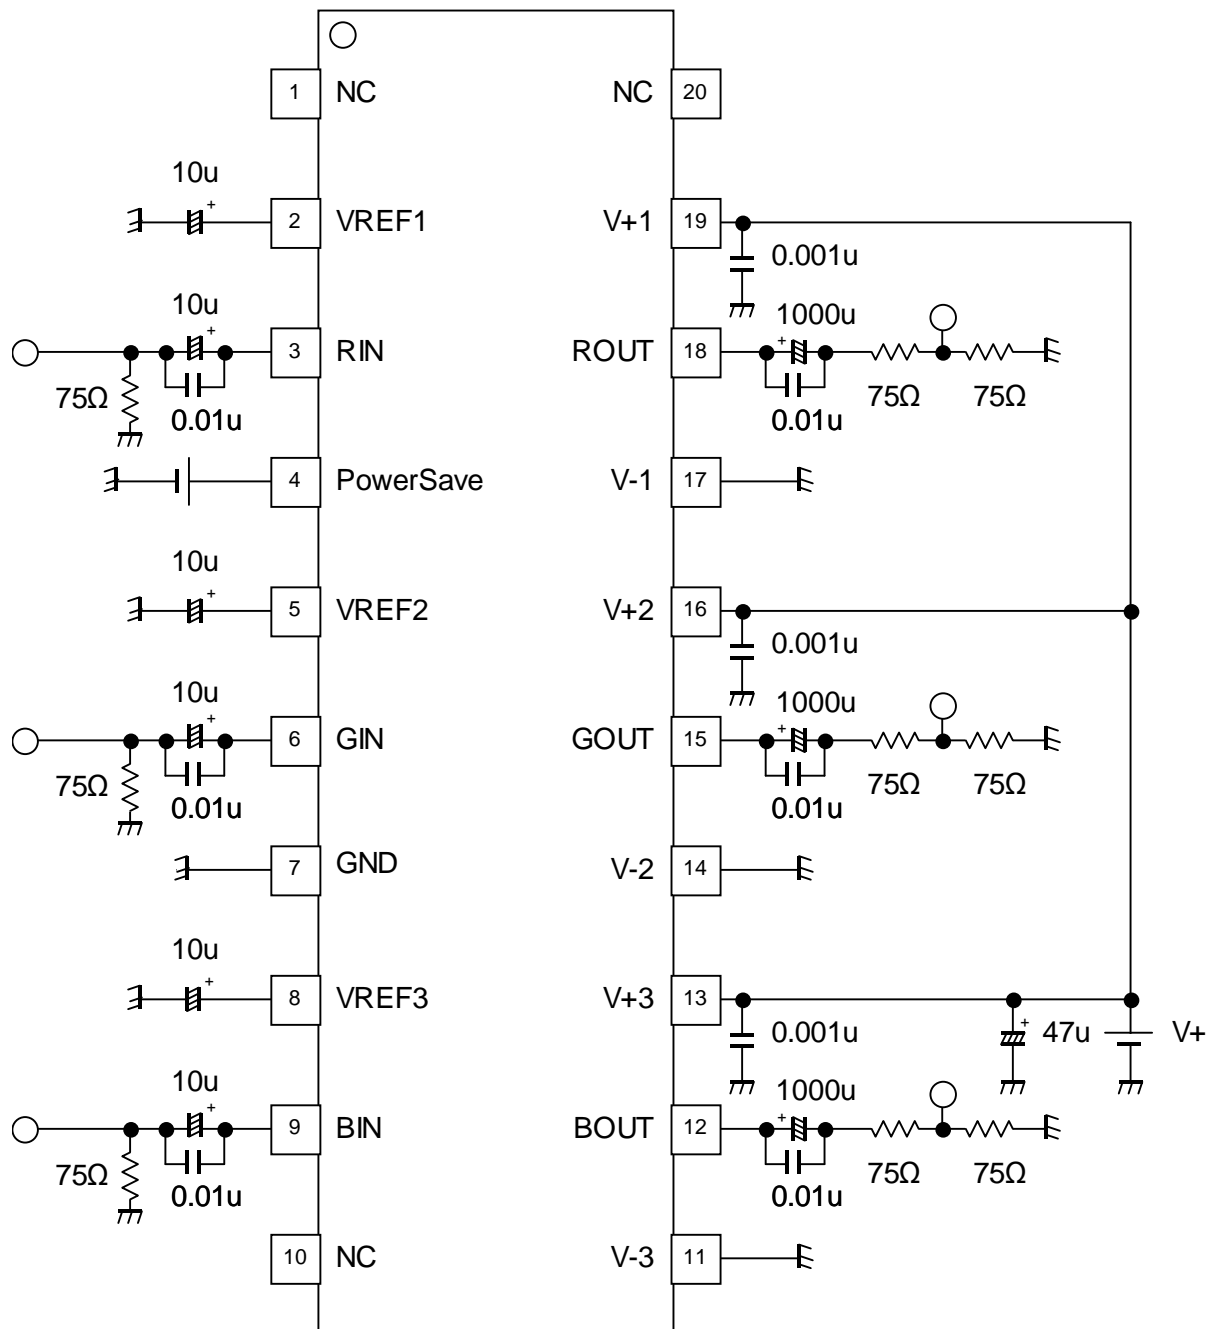 1 NC NC 20
10u
2 VREF1 V+1 19
0.001u
10u 1000u
3 RIN ROUT 18
75Ω 0.01u 0.01u 75Ω 75Ω
4 PowerSave V-1 17
10u
5 VREF2 V+2 16
0.001u
10u 1000u
6 GIN GOUT 15
75Ω 0.01u 0.01u 75Ω 75Ω
7 GND V-2 14
10u
8 VREF3 V+3 13
0.001u 47u V+
10u 1000u
9 BIN BOUT 12
75Ω 0.01u 0.01u 75Ω 75Ω
10 NC V-3 11